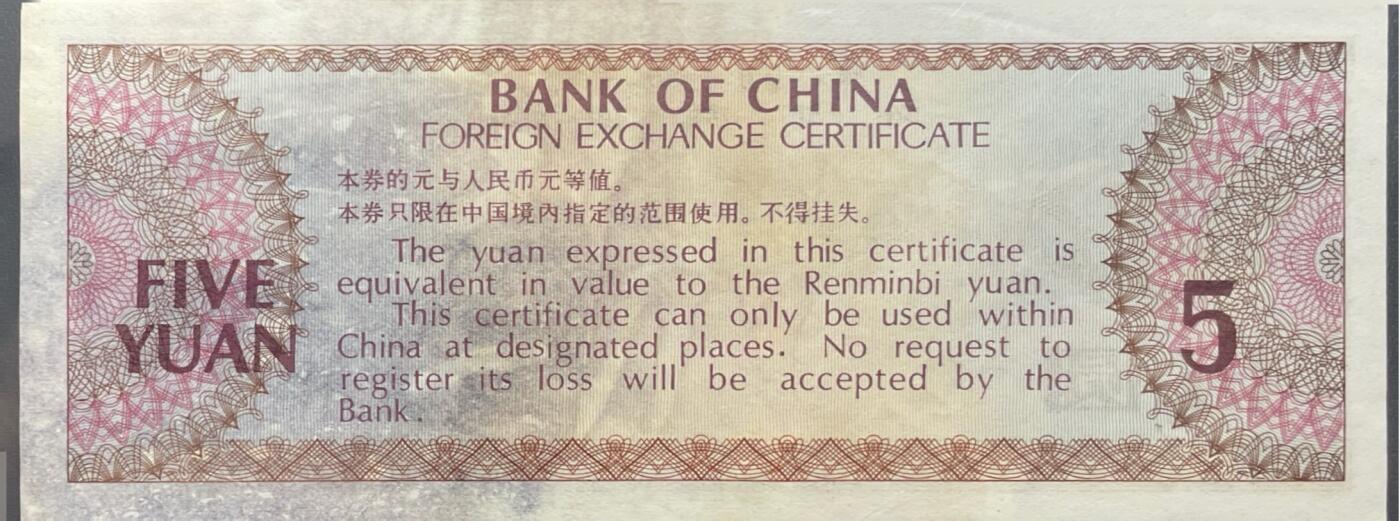 BANK OF CHINA
FOREIGN EXCHANGE CERTIFICATE
本券的元与人民币元等值。
本券只限在中国境内指定的范围使用。不得挂失。
The yuan expressed in this certificate is
equivalent in value to the Renminbi yuan.
This certificate can only be used within
China at designated places. No request to
register its loss will be accepted by the
Bank.
FIVE
YUAN
5